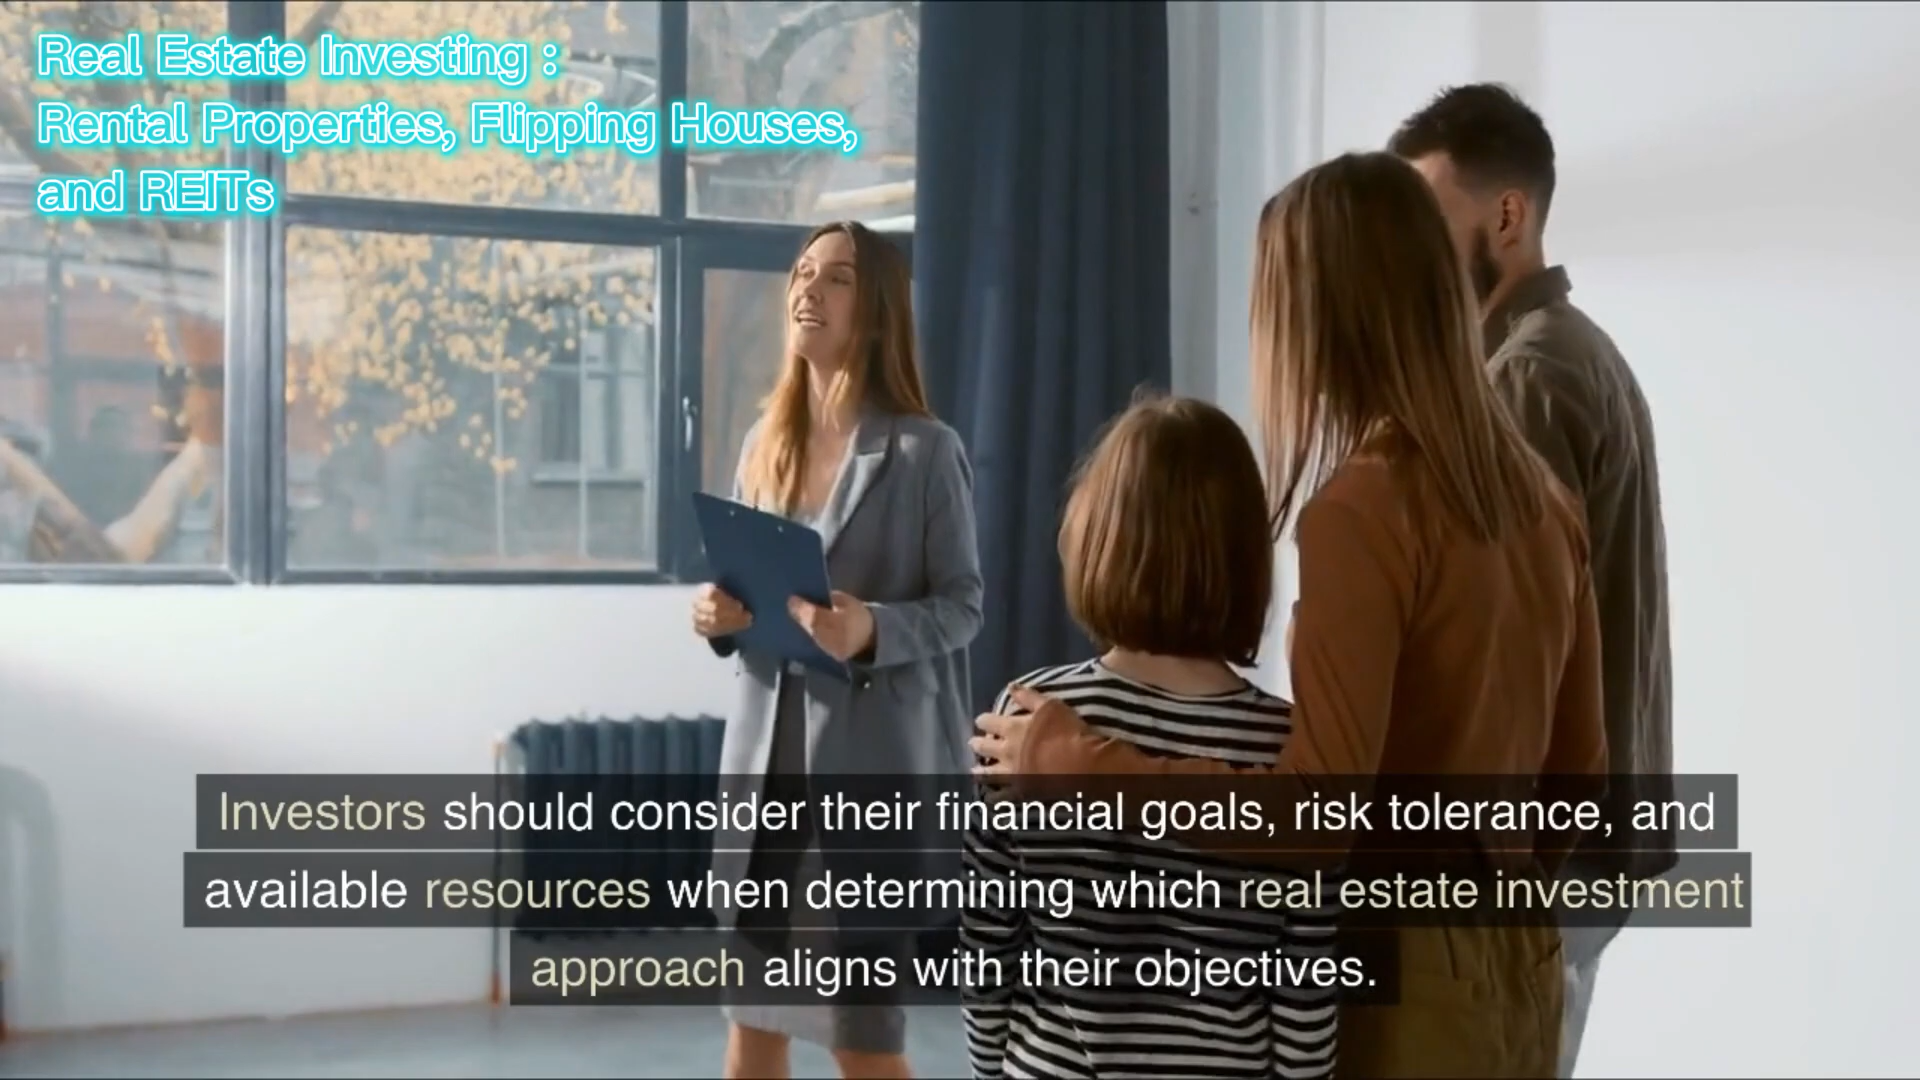 Real Estate Investing :
Rental Properties, Flipping Houses,
and REITs
Investors should consider their financial goals, risk tolerance, and
available resources when determining which real estate investment
approach aligns with their objectives.